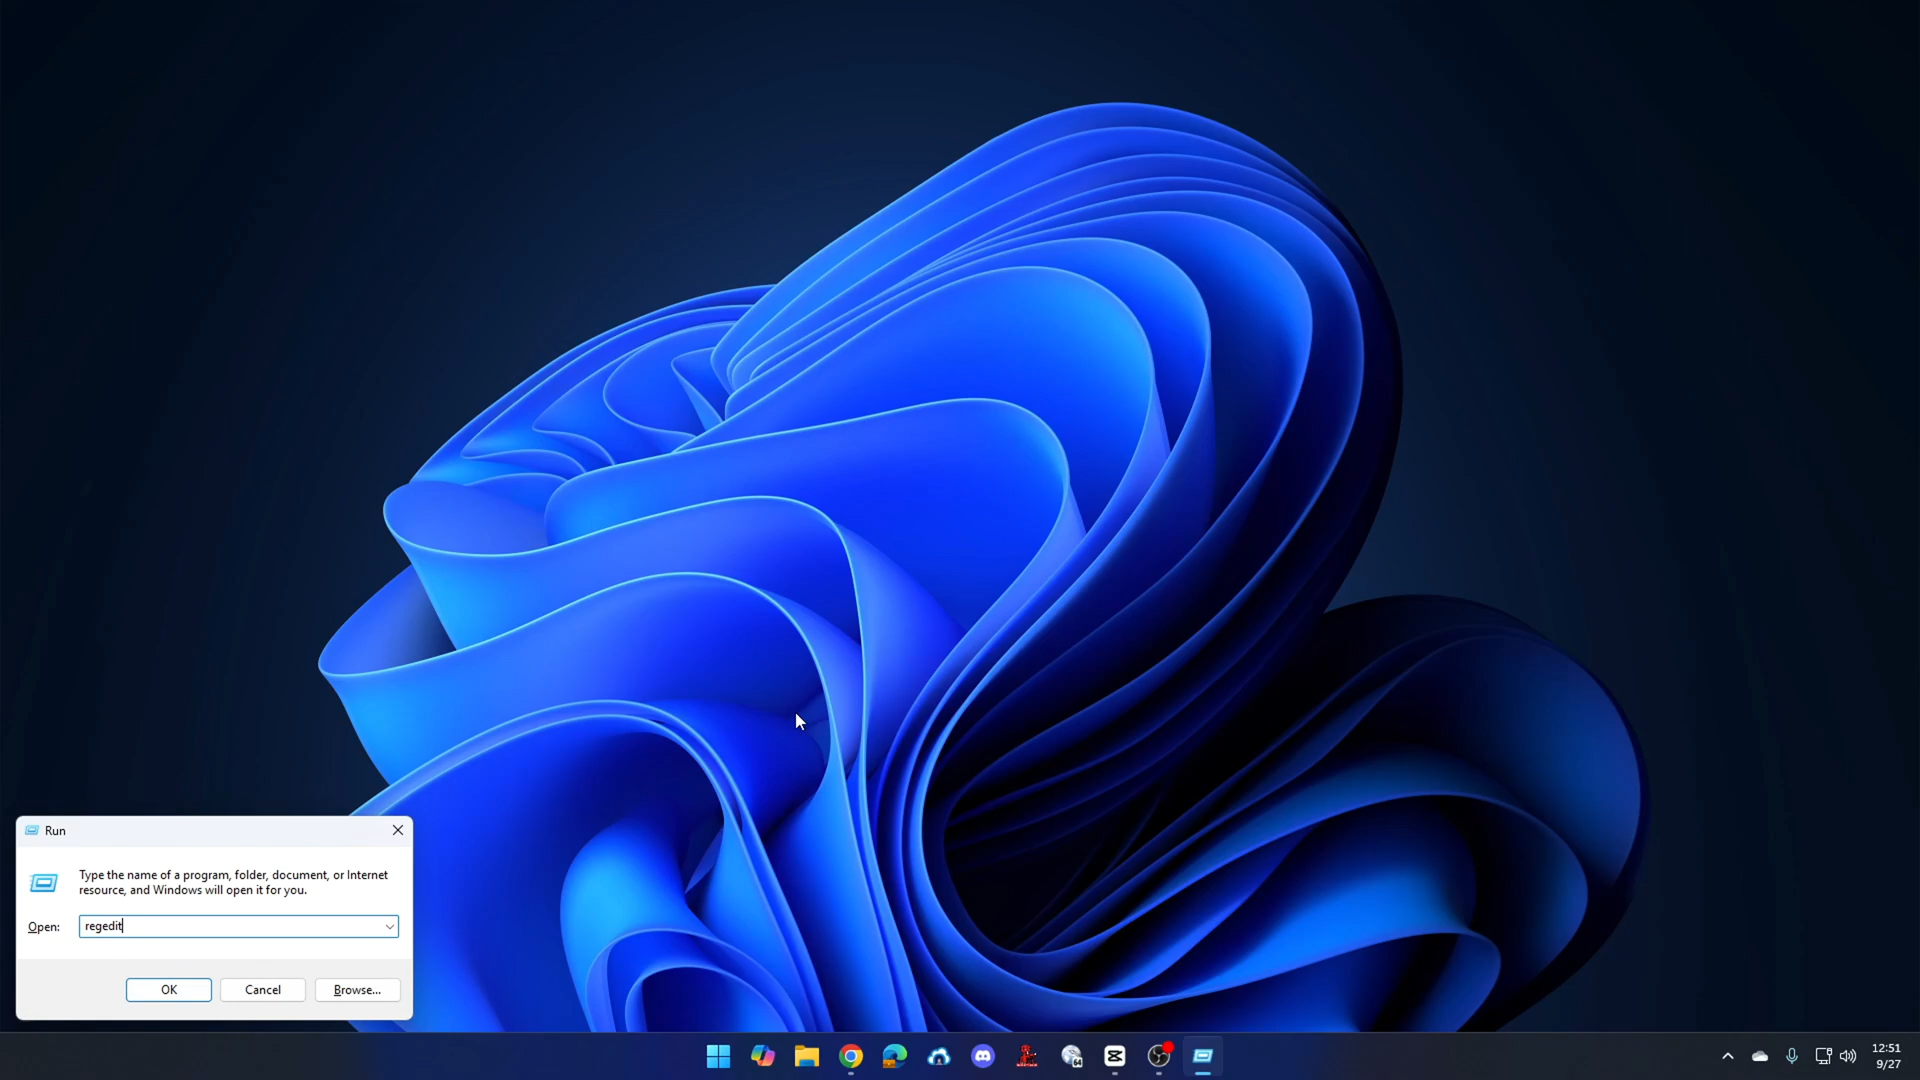 Run
Type the name of a program, folder, document, or Internet
resource, and Windows will open it for you.
Open:
regedit
OK
Cancel
Browse...
64
12:51
9/27